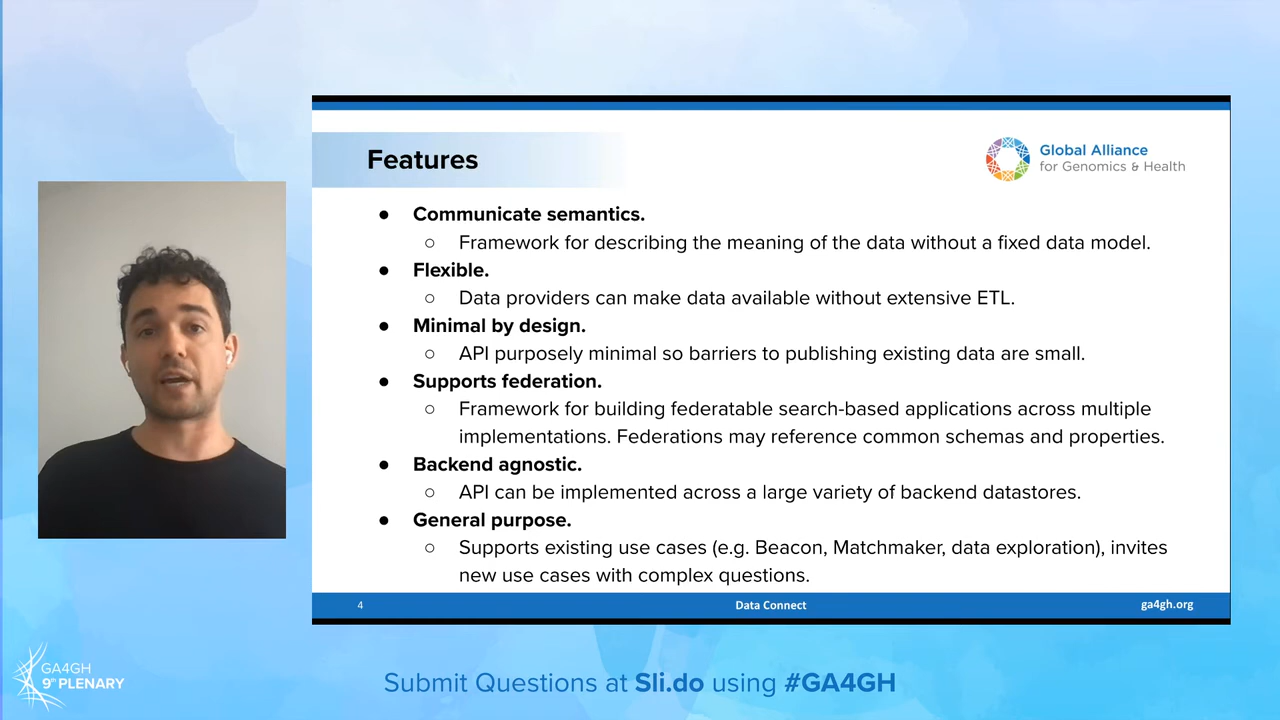 Features
Global Alliance
for Genomics & Health
● Communicate semantics.
○ Framework for describing the meaning of the data without a fixed data model.
● Flexible.
○ Data providers can make data available without extensive ETL.
● Minimal by design.
○ API purposely minimal so barriers to publishing existing data are small.
● Supports federation.
○ Framework for building federatable search-based applications across multiple
implementations. Federations may reference common schemas and properties.
● Backend agnostic.
○ API can be implemented across a large variety of backend datastores.
● General purpose.
○ Supports existing use cases (e.g. Beacon, Matchmaker, data exploration), invites
new use cases with complex questions.
4
Data Connect
ga4gh.org
GA4GH
9th PLENARY
Submit Questions at Sli.do using #GA4GH